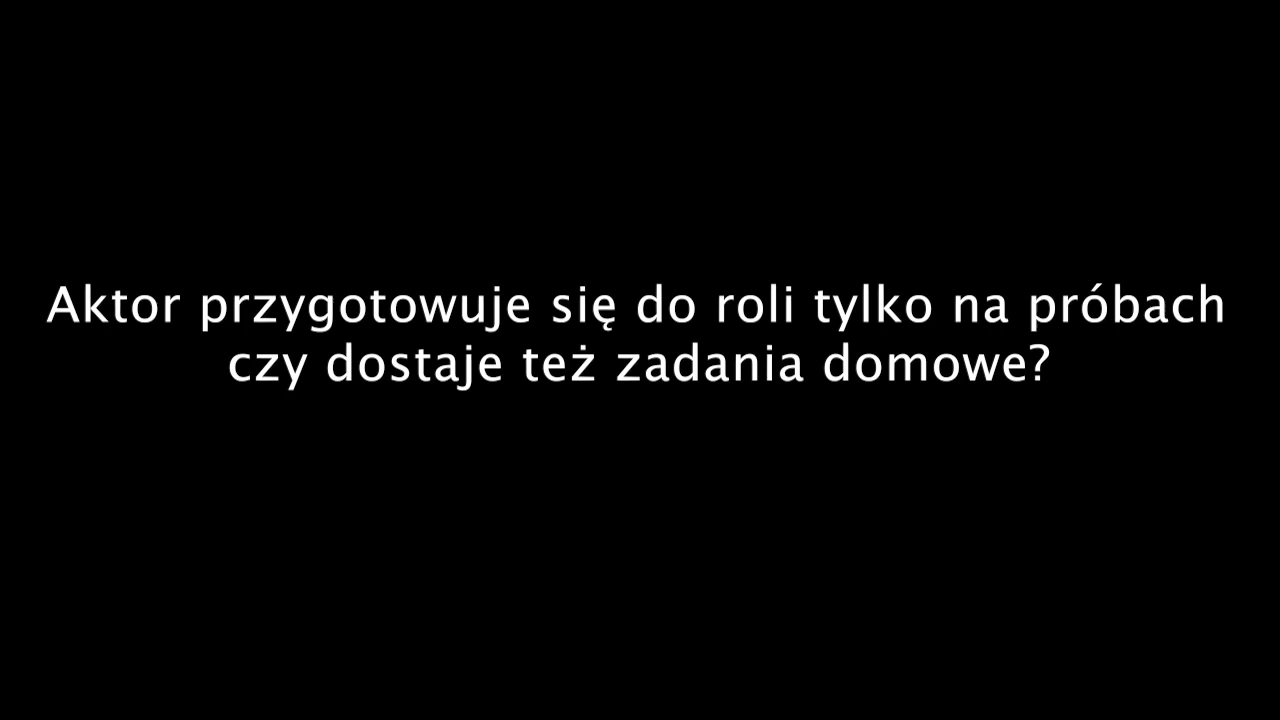 Aktor przygotowuje się do roli tylko na próbach
czy dostaje też zadania domowe?